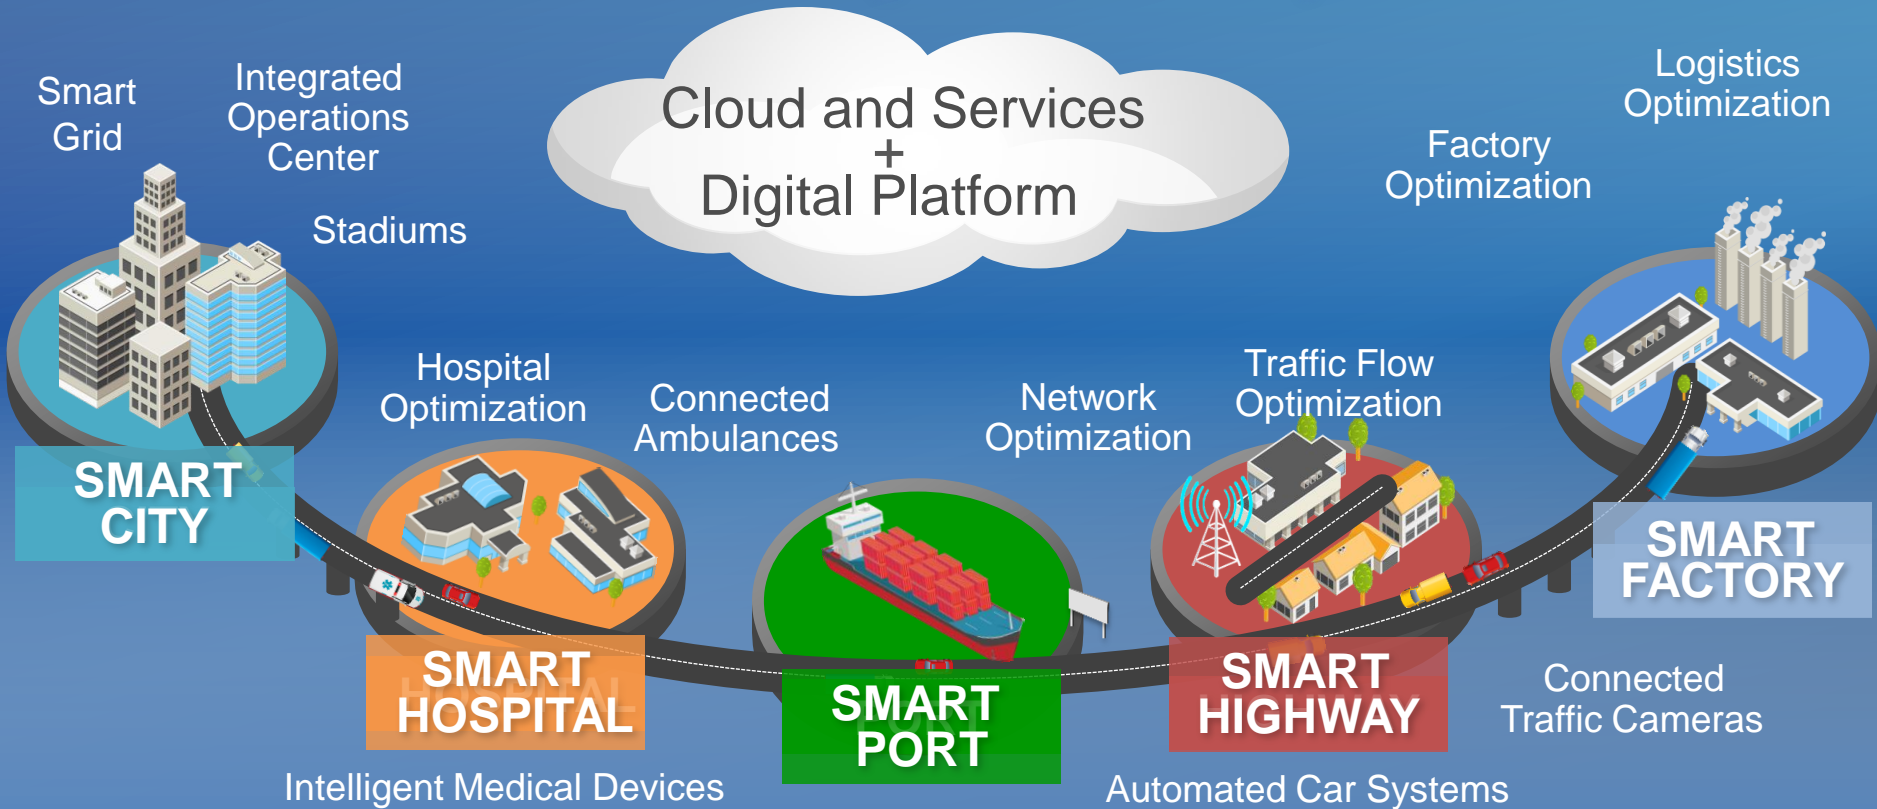 Smart
Grid
Integrated
Operations
Center
Stadiums
Cloud and Services
+
Digital Platform
Logistics
Optimization
Factory
Optimization
Hospital
Optimization
Connected
Ambulances
Network
Optimization
Traffic Flow
Optimization
SMART
CITY
SMART
HOSPITAL
SMART
PORT
SMART
HIGHWAY
SMART
FACTORY
Connected
Traffic Cameras
Intelligent Medical Devices
Automated Car Systems